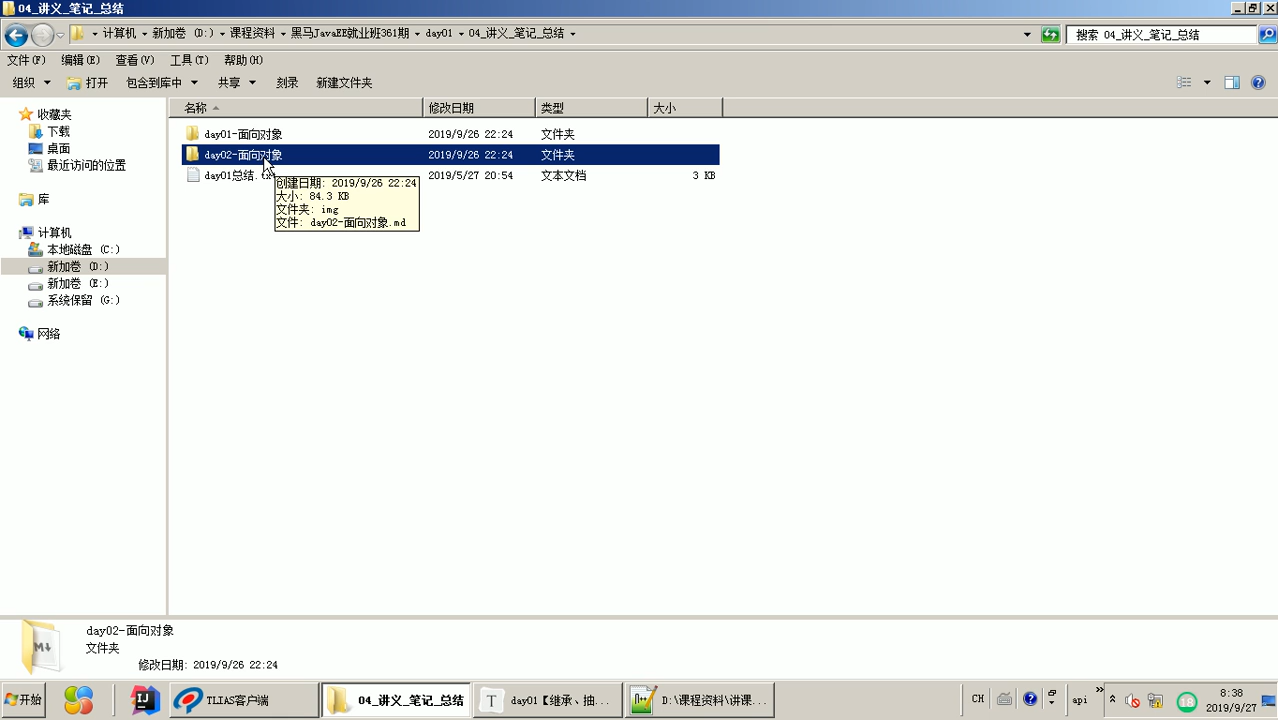 04_讲义_笔记_总结
计算机 新加卷 (D:) 课程资料 黑马JavaEE就业班361期 day01 04_讲义_笔记_总结
搜索 04_讲义_笔记_总结
文件(F) 编辑(E) 查看(V) 工具(T) 帮助(H)
组织 打开 包含到库中 共享 刻录 新建文件夹
名称 修改日期 类型 大小
收藏夹
下载
桌面
最近访问的位置
库
计算机
本地磁盘 (C:)
新加卷 (D:)
新加卷 (E:)
系统保留 (G:)
网络
day01-面向对象 2019/9/26 22:24 文件夹
day02-面向对象 2019/9/26 22:24 文件夹
day01总结.tx 2019/5/27 20:54 文本文档 3 KB
创建日期: 2019/9/26 22:24
大小: 84.3 KB
文件夹: img
文件: day02-面向对象.md
day02-面向对象
文件夹
修改日期: 2019/9/26 22:24
M
开始 IJ TLIAS客户端 04_讲义_笔记_总结 T day01【继承、抽... D:\课程资料\讲课... CH api 18 8:38
2019/9/27